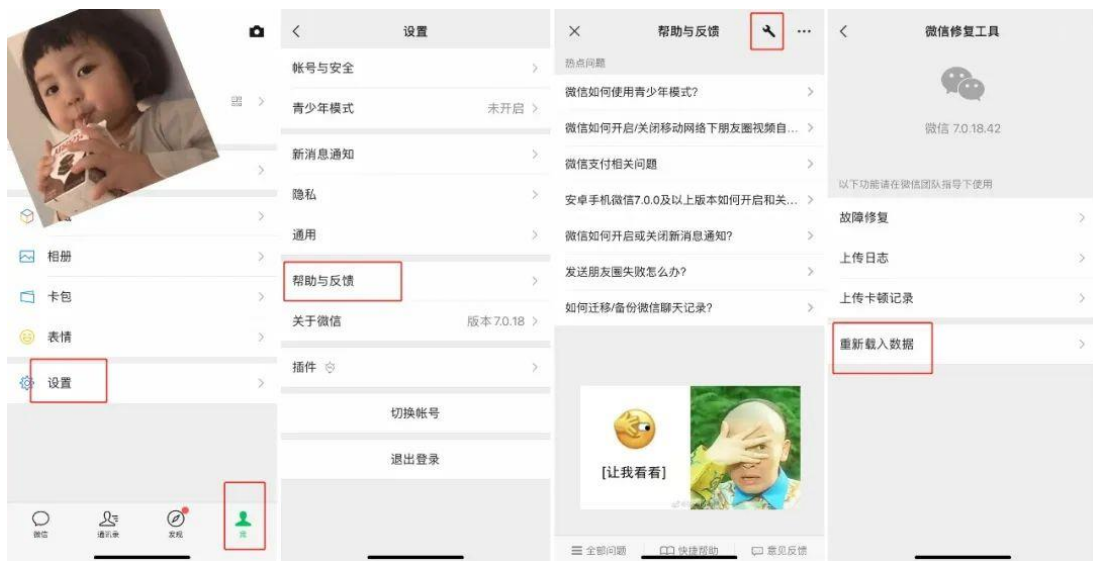 相册
卡包
表情
设置
微信
通讯录
发现
我
设置
帐号与安全
青少年模式
未开启
新消息通知
隐私
通用
帮助与反馈
关于微信
版本7.0.18
插件
切换帐号
退出登录
帮助与反馈
热点问题
微信如何使用青少年模式?
微信如何开启/关闭移动网络下朋友圈视频自...
微信支付相关问题
安卓手机微信7.0.0及以上版本如何开启和关...
微信如何开启或关闭新消息通知?
发送朋友圈失败怎么办?
如何迁移/备份微信聊天记录?
[让我看看]
全部问题
快捷帮助
意见反馈
微信修复工具
微信 7.0.18.42
以下功能请在微信团队指导下使用
故障修复
上传日志
上传卡顿记录
重新载入数据